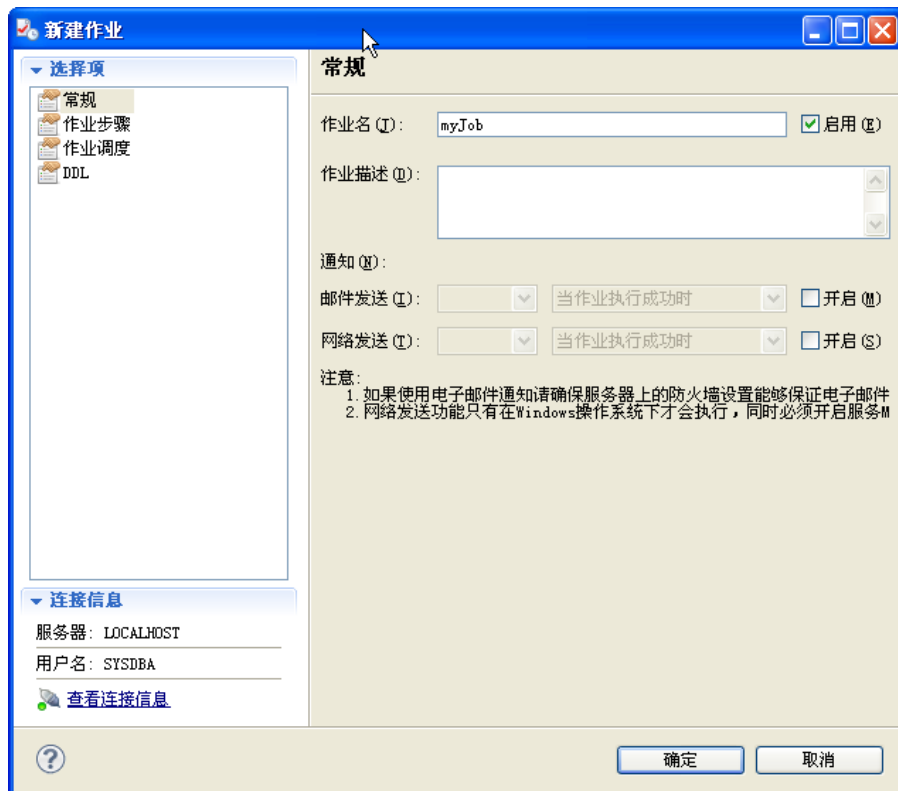 新建作业
选择项
常规
作业步骤
作业调度
DDL
连接信息
服务器: LOCALHOST
用户名: SYSDBA
查看连接信息
常规
作业名(J): myJob 启用(E)
作业描述(D):
通知(N):
邮件发送(I): 当作业执行成功时 开启(M)
网络发送(T): 当作业执行成功时 开启(S)
注意:
1. 如果使用电子邮件通知请确保服务器上的防火墙设置能够保证电子邮件
2. 网络发送功能只有在Windows操作系统下才会执行，同时必须开启服务M
确定 取消